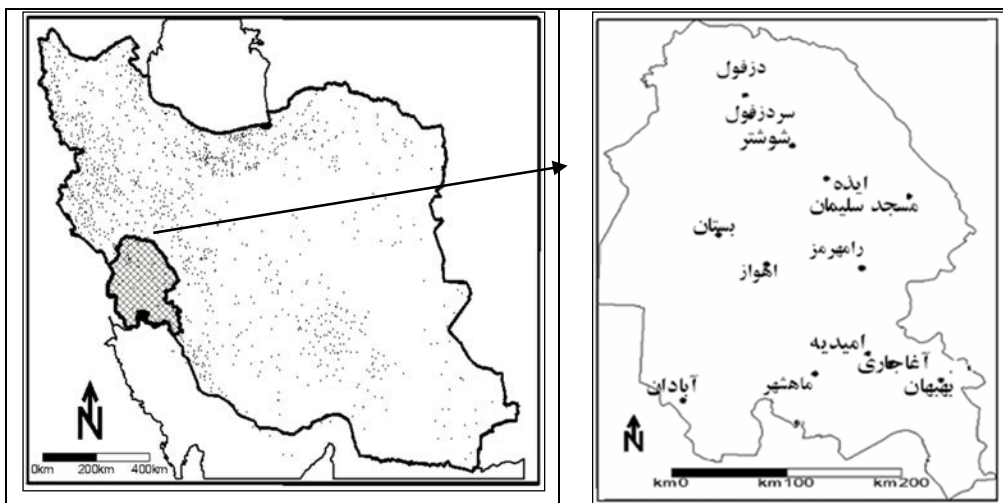 N
0km 200km 400km
دزفول
سردزفول
شوشتر
ایذه
مسجد سلیمان
بستان
رامهرمز
اهواز
امیدیه
آغاجاری
بهبهان
ماهشهر
آبادان
N
km0 km100 km200